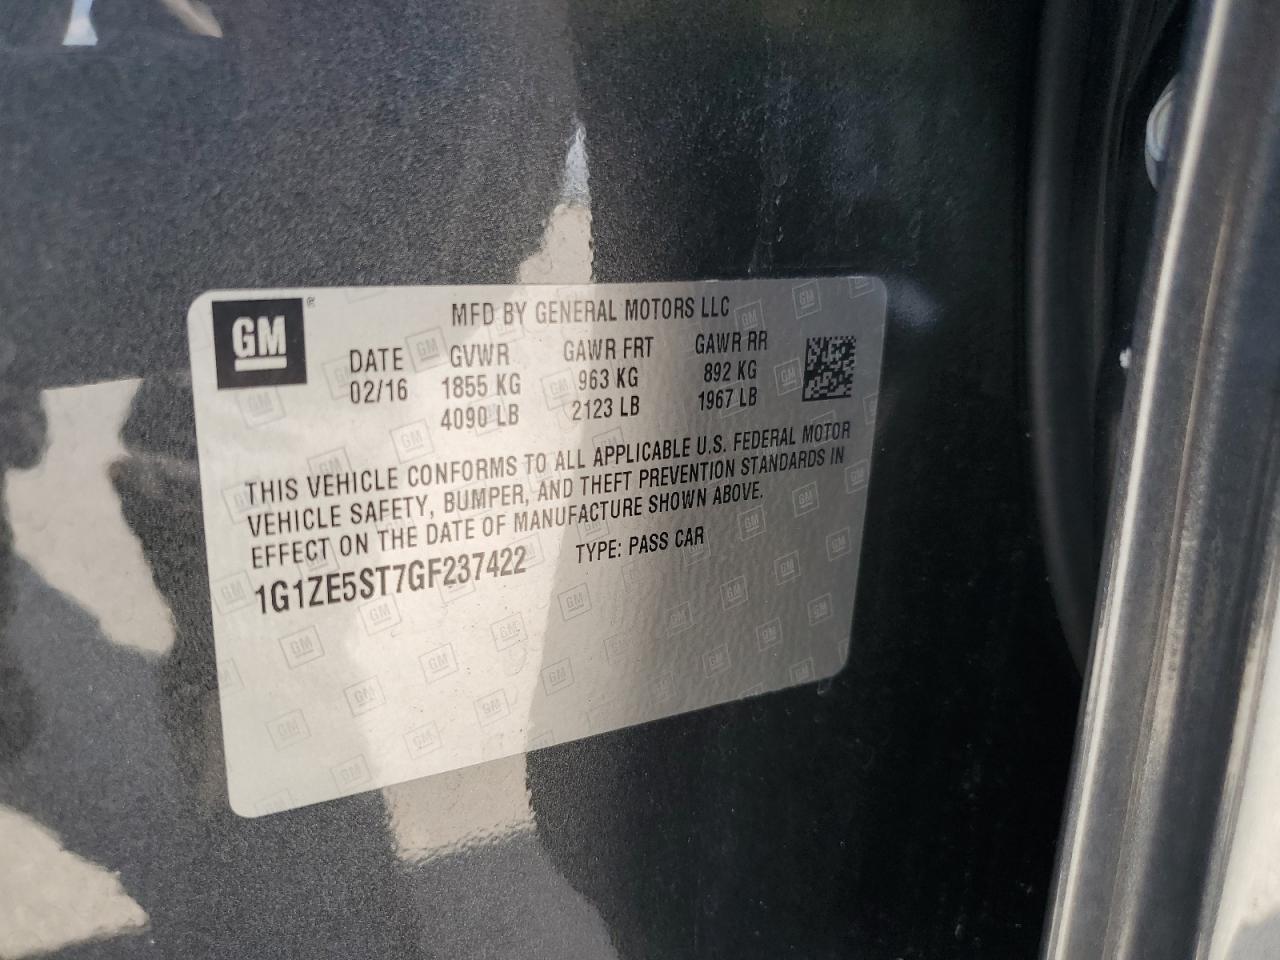 GM
®
MFD BY GENERAL MOTORS LLC
DATE GVWR GAWR FRT GAWR RR
02/16 1855 KG 963 KG 892 KG
4090 LB 2123 LB 1967 LB
THIS VEHICLE CONFORMS TO ALL APPLICABLE U.S. FEDERAL MOTOR
VEHICLE SAFETY, BUMPER, AND THEFT PREVENTION STANDARDS IN
EFFECT ON THE DATE OF MANUFACTURE SHOWN ABOVE.
1G1ZE5ST7GF237422 TYPE: PASS CAR